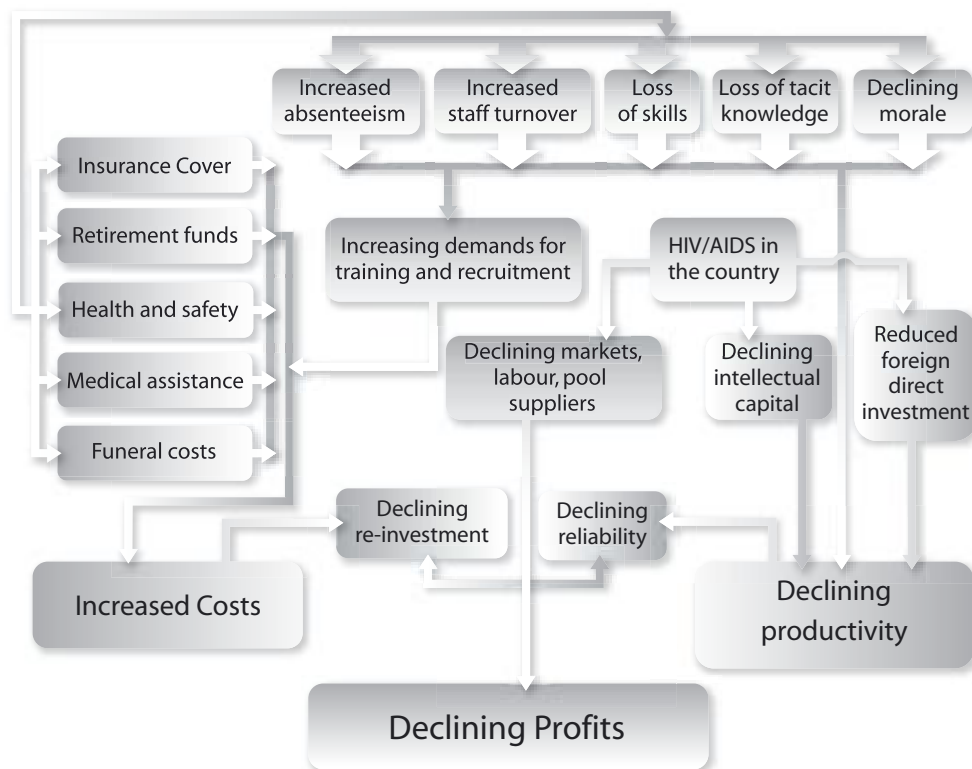 Increased
absenteeism
Increased
staff turnover
Loss
of skills
Loss of tacit
knowledge
Declining
morale
Insurance Cover
Retirement funds
Health and safety
Medical assistance
Funeral costs
Increasing demands for
training and recruitment
HIV/AIDS in
the country
Declining markets,
labour, pool
suppliers
Declining
intellectual
capital
Reduced
foreign
direct
investment
Declining
re-investment
Declining
reliability
Increased Costs
Declining
productivity
Declining Profits